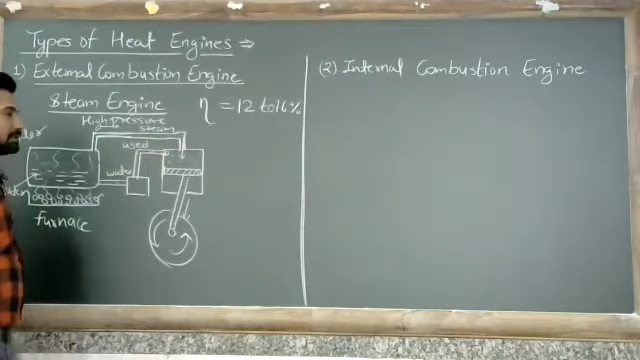 Types of Heat Engines ⇒
1) External Combustion Engine
Steam Engine
η = 12 to 16%
High pressure
steam
used
water
furnace
(2) Internal Combustion Engine